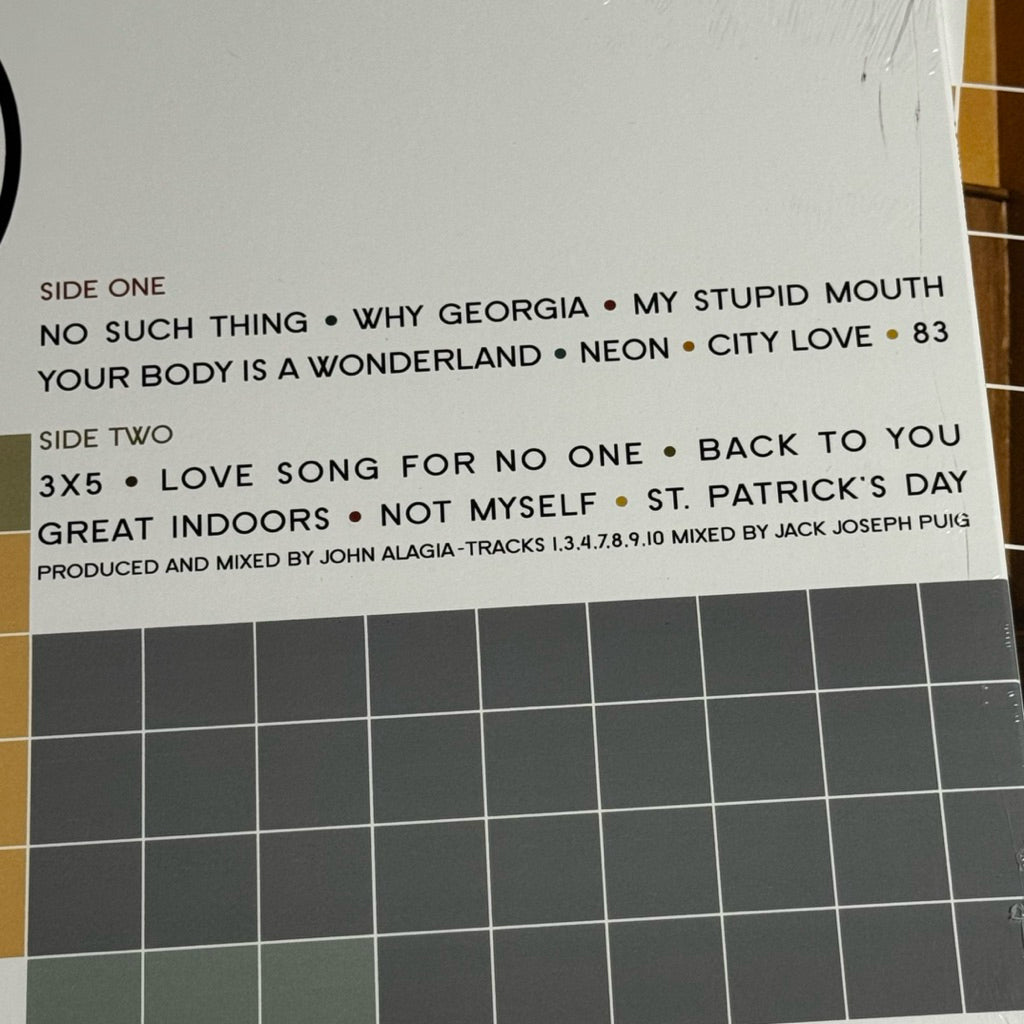 SIDE ONE
NO SUCH THING • WHY GEORGIA • MY STUPID MOUTH
YOUR BODY IS A WONDERLAND • NEON • CITY LOVE • 83
SIDE TWO
3X5 • LOVE SONG FOR NO ONE • BACK TO YOU
GREAT INDOORS • NOT MYSELF • ST. PATRICK'S DAY
PRODUCED AND MIXED BY JOHN ALAGIA-TRACKS 1.3.4.7.8.9.10 MIXED BY JACK JOSEPH PUIG